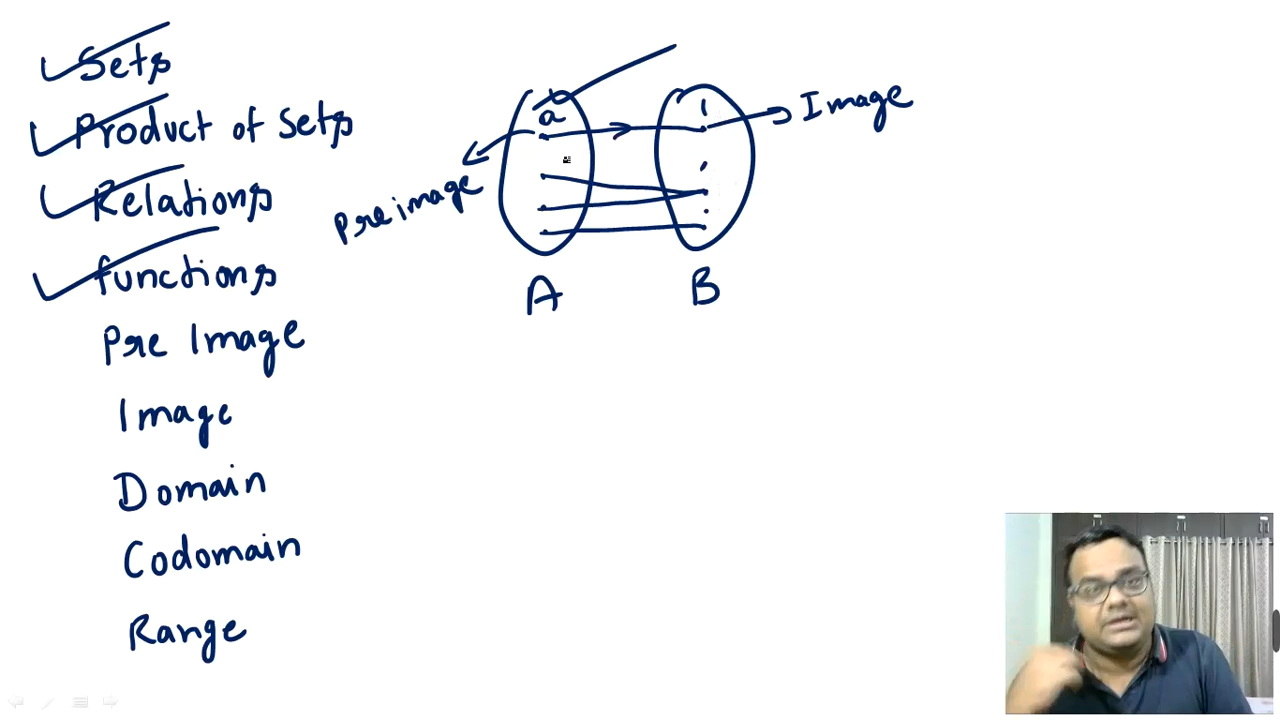 Sets
Product of Sets
Relations
functions
Pre Image
Image
Domain
Codomain
Range
a
1
Image
Pre image
A
B